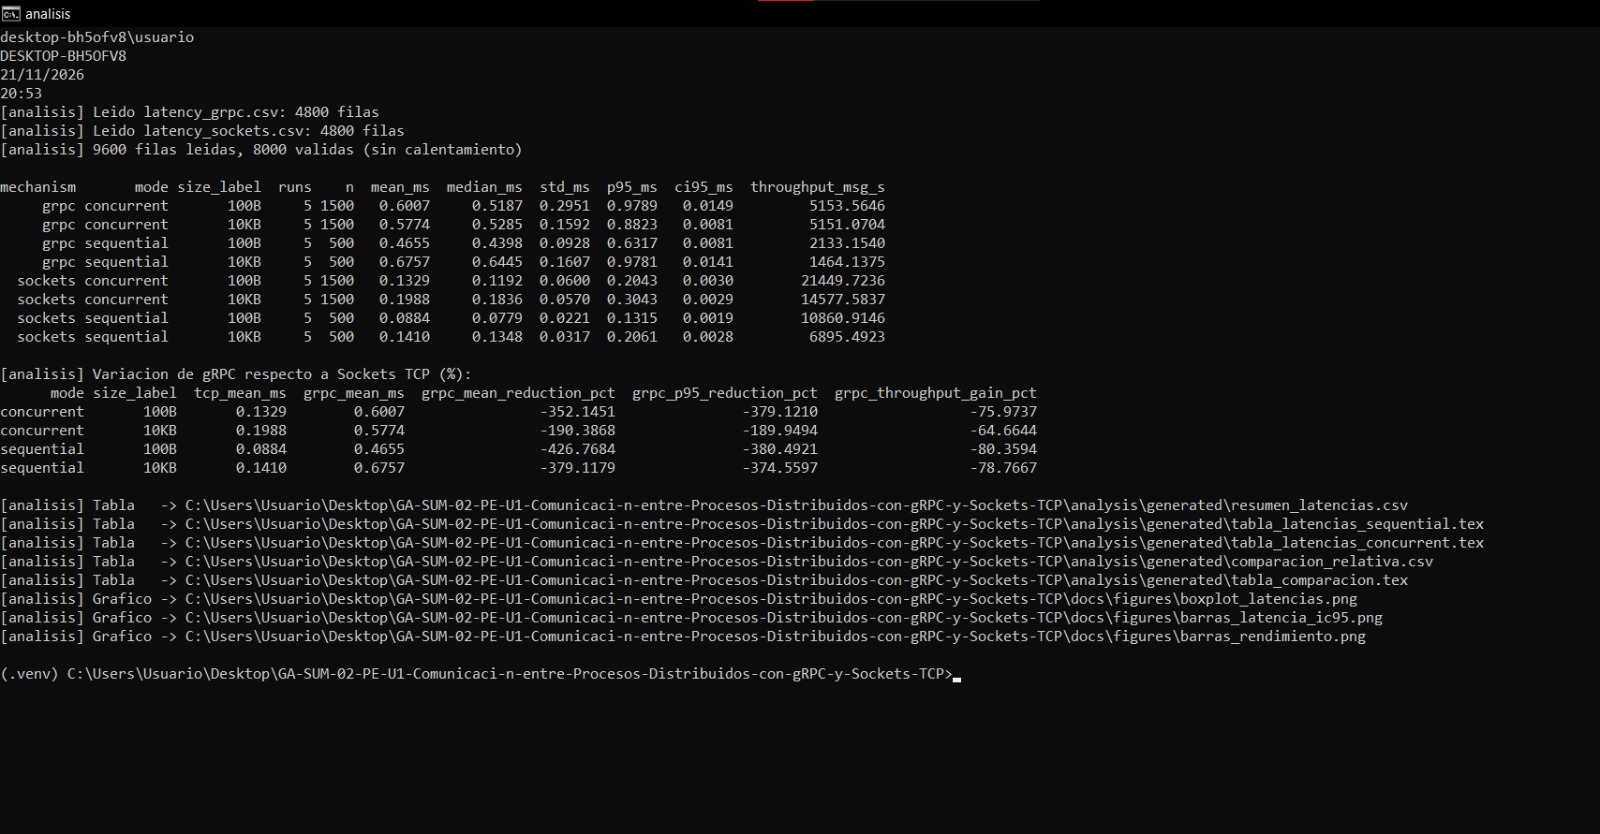 analisis
desktop-bh5ofv8\usuario
DESKTOP-BH5OFV8
21/11/2026
20:53
[analisis] Leido latency_grpc.csv: 4800 filas
[analisis] Leido latency_sockets.csv: 4800 filas
[analisis] 9600 filas leidas, 8000 validas (sin calentamiento)
mechanism mode size_label runs n mean_ms median_ms std_ms p95_ms ci95_ms throughput_msg_s
grpc concurrent 100B 5 1500 0.6007 0.5187 0.2951 0.9789 0.0149 5153.5646
grpc concurrent 10KB 5 1500 0.5774 0.5285 0.1592 0.8823 0.0081 5151.0704
grpc sequential 100B 5 500 0.4655 0.4398 0.0928 0.6317 0.0081 2133.1540
grpc sequential 10KB 5 500 0.6757 0.6445 0.1607 0.9781 0.0141 1464.1375
sockets concurrent 100B 5 1500 0.1329 0.1192 0.0600 0.2043 0.0030 21449.7236
sockets concurrent 10KB 5 1500 0.1988 0.1836 0.0570 0.3043 0.0029 14577.5837
sockets sequential 100B 5 500 0.0884 0.0779 0.0221 0.1315 0.0019 10860.9146
sockets sequential 10KB 5 500 0.1410 0.1348 0.0317 0.2061 0.0028 6895.4923
[analisis] Variacion de gRPC respecto a Sockets TCP (%):
mode size_label tcp_mean_ms grpc_mean_ms grpc_mean_reduction_pct grpc_p95_reduction_pct grpc_throughput_gain_pct
concurrent 100B 0.1329 0.6007 -352.1451 -379.1210 -75.9737
concurrent 10KB 0.1988 0.5774 -190.3868 -189.9494 -64.6644
sequential 100B 0.0884 0.4655 -426.7684 -380.4921 -80.3594
sequential 10KB 0.1410 0.6757 -379.1179 -374.5597 -78.7667
[analisis] Tabla -> C:\Users\Usuario\Desktop\GA-SUM-02-PE-U1-Comunicaci-n-entre-Procesos-Distribuidos-con-gRPC-y-Sockets-TCP\analysis\generated\resumen_latencias.csv
[analisis] Tabla -> C:\Users\Usuario\Desktop\GA-SUM-02-PE-U1-Comunicaci-n-entre-Procesos-Distribuidos-con-gRPC-y-Sockets-TCP\analysis\generated\tabla_latencias_sequential.tex
[analisis] Tabla -> C:\Users\Usuario\Desktop\GA-SUM-02-PE-U1-Comunicaci-n-entre-Procesos-Distribuidos-con-gRPC-y-Sockets-TCP\analysis\generated\tabla_latencias_concurrent.tex
[analisis] Tabla -> C:\Users\Usuario\Desktop\GA-SUM-02-PE-U1-Comunicaci-n-entre-Procesos-Distribuidos-con-gRPC-y-Sockets-TCP\analysis\generated\comparacion_relativa.csv
[analisis] Tabla -> C:\Users\Usuario\Desktop\GA-SUM-02-PE-U1-Comunicaci-n-entre-Procesos-Distribuidos-con-gRPC-y-Sockets-TCP\analysis\generated\tabla_comparacion.tex
[analisis] Grafico -> C:\Users\Usuario\Desktop\GA-SUM-02-PE-U1-Comunicaci-n-entre-Procesos-Distribuidos-con-gRPC-y-Sockets-TCP\docs\figures\boxplot_latencias.png
[analisis] Grafico -> C:\Users\Usuario\Desktop\GA-SUM-02-PE-U1-Comunicaci-n-entre-Procesos-Distribuidos-con-gRPC-y-Sockets-TCP\docs\figures\barras_latencia_ic95.png
[analisis] Grafico -> C:\Users\Usuario\Desktop\GA-SUM-02-PE-U1-Comunicaci-n-entre-Procesos-Distribuidos-con-gRPC-y-Sockets-TCP\docs\figures\barras_rendimiento.png
(.venv) C:\Users\Usuario\Desktop\GA-SUM-02-PE-U1-Comunicaci-n-entre-Procesos-Distribuidos-con-gRPC-y-Sockets-TCP>